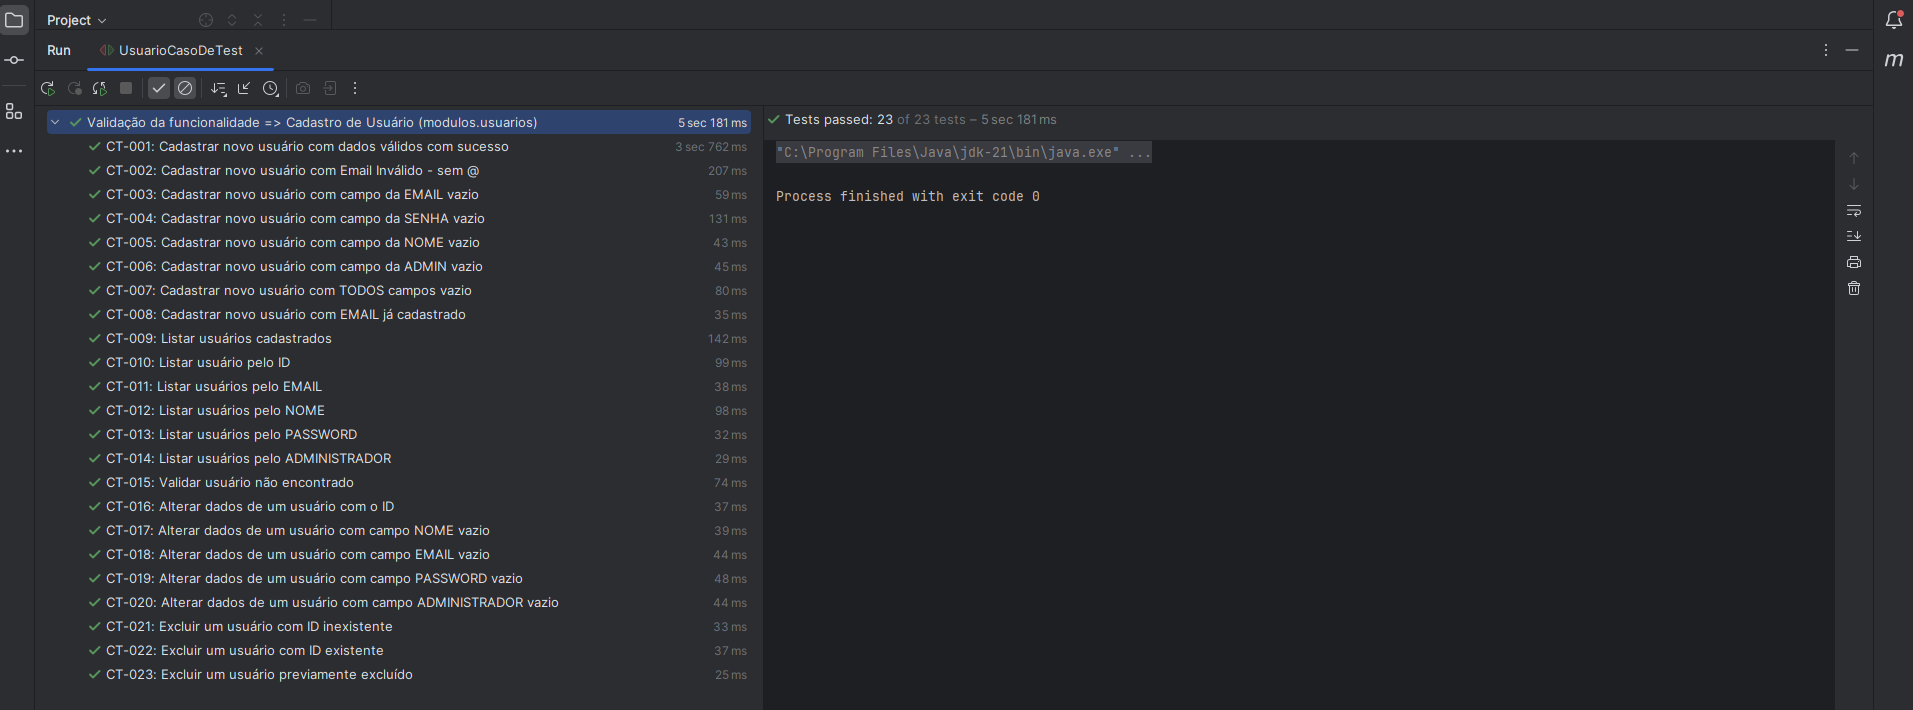 Project
Run
UsuarioCasoDeTest
Validação da funcionalidade => Cadastro de Usuário (modulos.usuarios) 5 sec 181 ms
CT-001: Cadastrar novo usuário com dados válidos com sucesso 3 sec 762 ms
CT-002: Cadastrar novo usuário com Email Inválido - sem @ 207 ms
CT-003: Cadastrar novo usuário com campo da EMAIL vazio 59 ms
CT-004: Cadastrar novo usuário com campo da SENHA vazio 131 ms
CT-005: Cadastrar novo usuário com campo da NOME vazio 43 ms
CT-006: Cadastrar novo usuário com campo da ADMIN vazio 45 ms
CT-007: Cadastrar novo usuário com TODOS campos vazio 80 ms
CT-008: Cadastrar novo usuário com EMAIL já cadastrado 35 ms
CT-009: Listar usuários cadastrados 142 ms
CT-010: Listar usuário pelo ID 99 ms
CT-011: Listar usuários pelo EMAIL 38 ms
CT-012: Listar usuários pelo NOME 98 ms
CT-013: Listar usuários pelo PASSWORD 32 ms
CT-014: Listar usuários pelo ADMINISTRADOR 29 ms
CT-015: Validar usuário não encontrado 74 ms
CT-016: Alterar dados de um usuário com o ID 37 ms
CT-017: Alterar dados de um usuário com campo NOME vazio 39 ms
CT-018: Alterar dados de um usuário com campo EMAIL vazio 44 ms
CT-019: Alterar dados de um usuário com campo PASSWORD vazio 48 ms
CT-020: Alterar dados de um usuário com campo ADMINISTRADOR vazio 44 ms
CT-021: Excluir um usuário com ID inexistente 33 ms
CT-022: Excluir um usuário com ID existente 37 ms
CT-023: Excluir um usuário previamente excluído 25 ms
Tests passed: 23 of 23 tests – 5 sec 181 ms
"C:\Program Files\Java\jdk-21\bin\java.exe" ...
Process finished with exit code 0
m